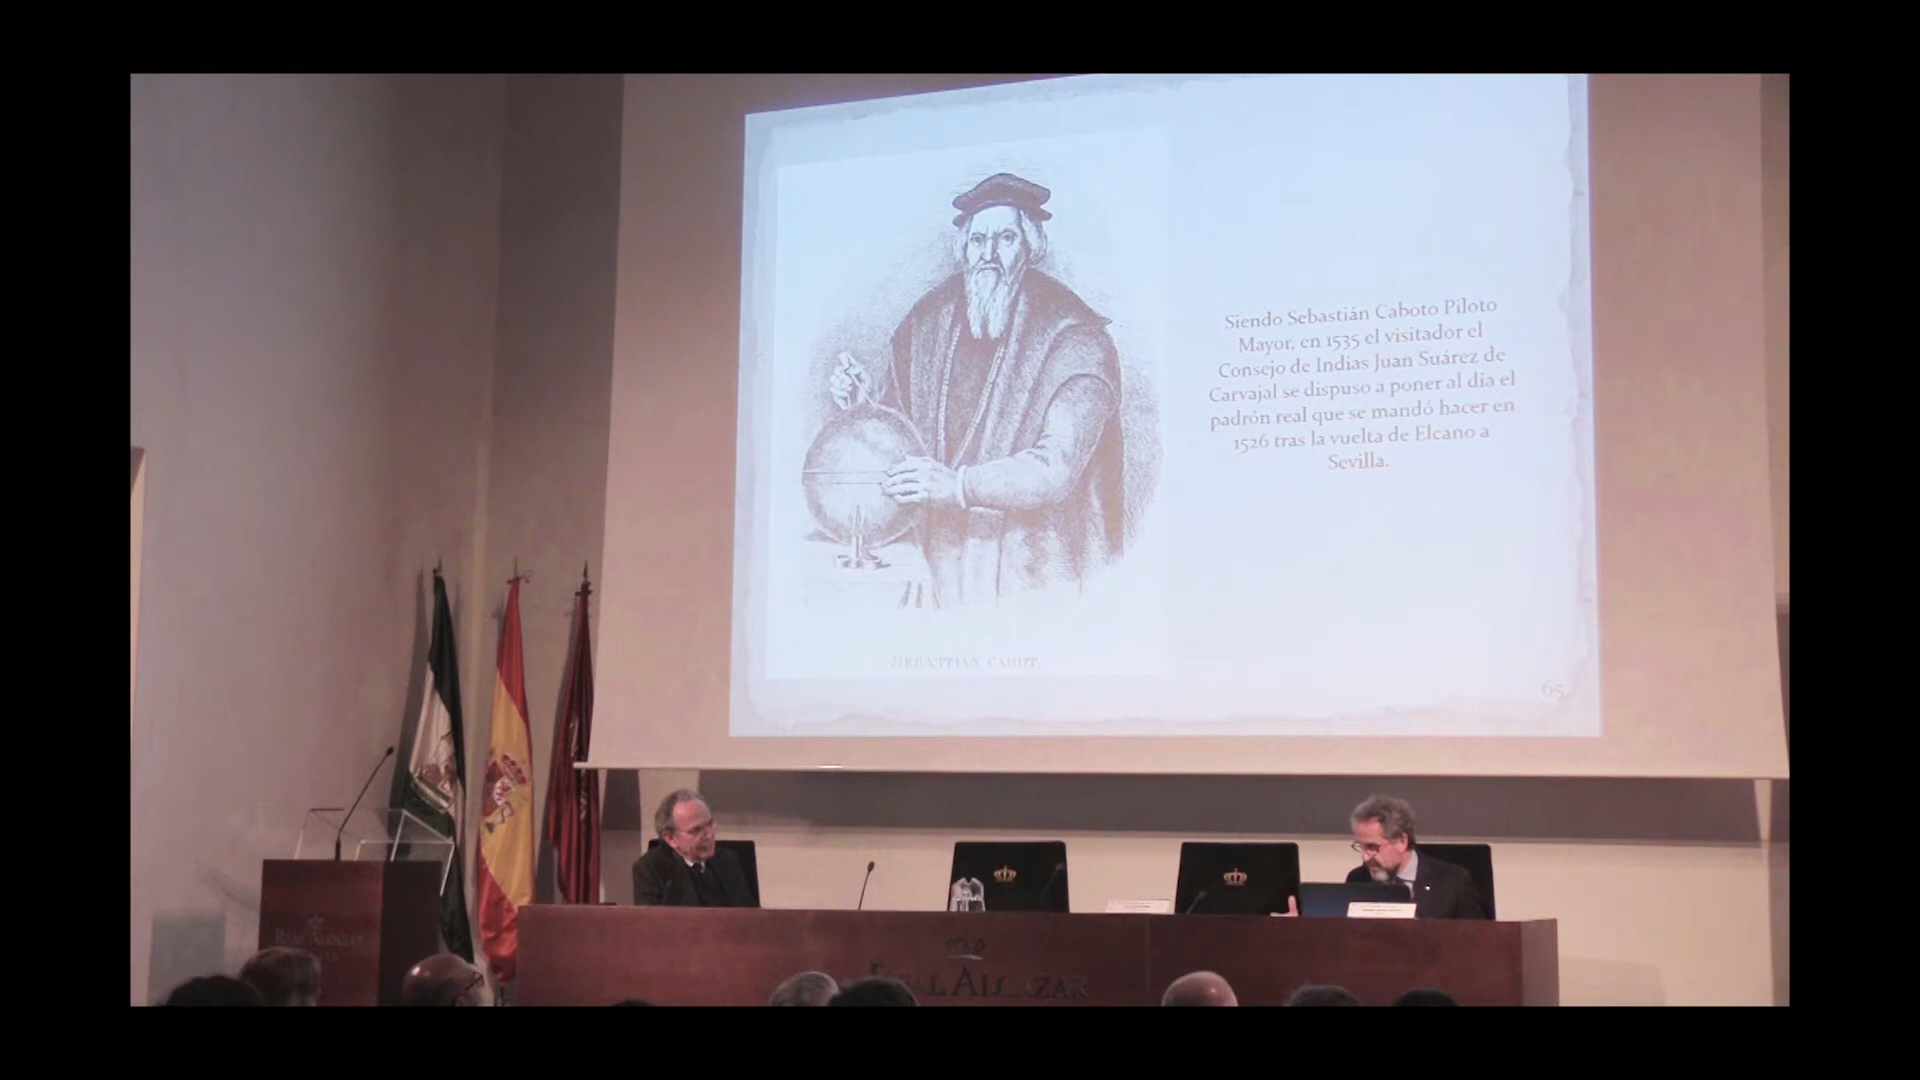 Siendo Sebastián Caboto Piloto
Mayor, en 1535 el visitador el
Consejo de Indias Juan Suárez de
Carvajal se dispuso a poner al día el
padrón real que se mandó hacer en
1526 tras la vuelta de Elcano a
Sevilla.
SEBASTIAN CABOT.
65
REAL ALCAZAR
REAL ALCAZAR